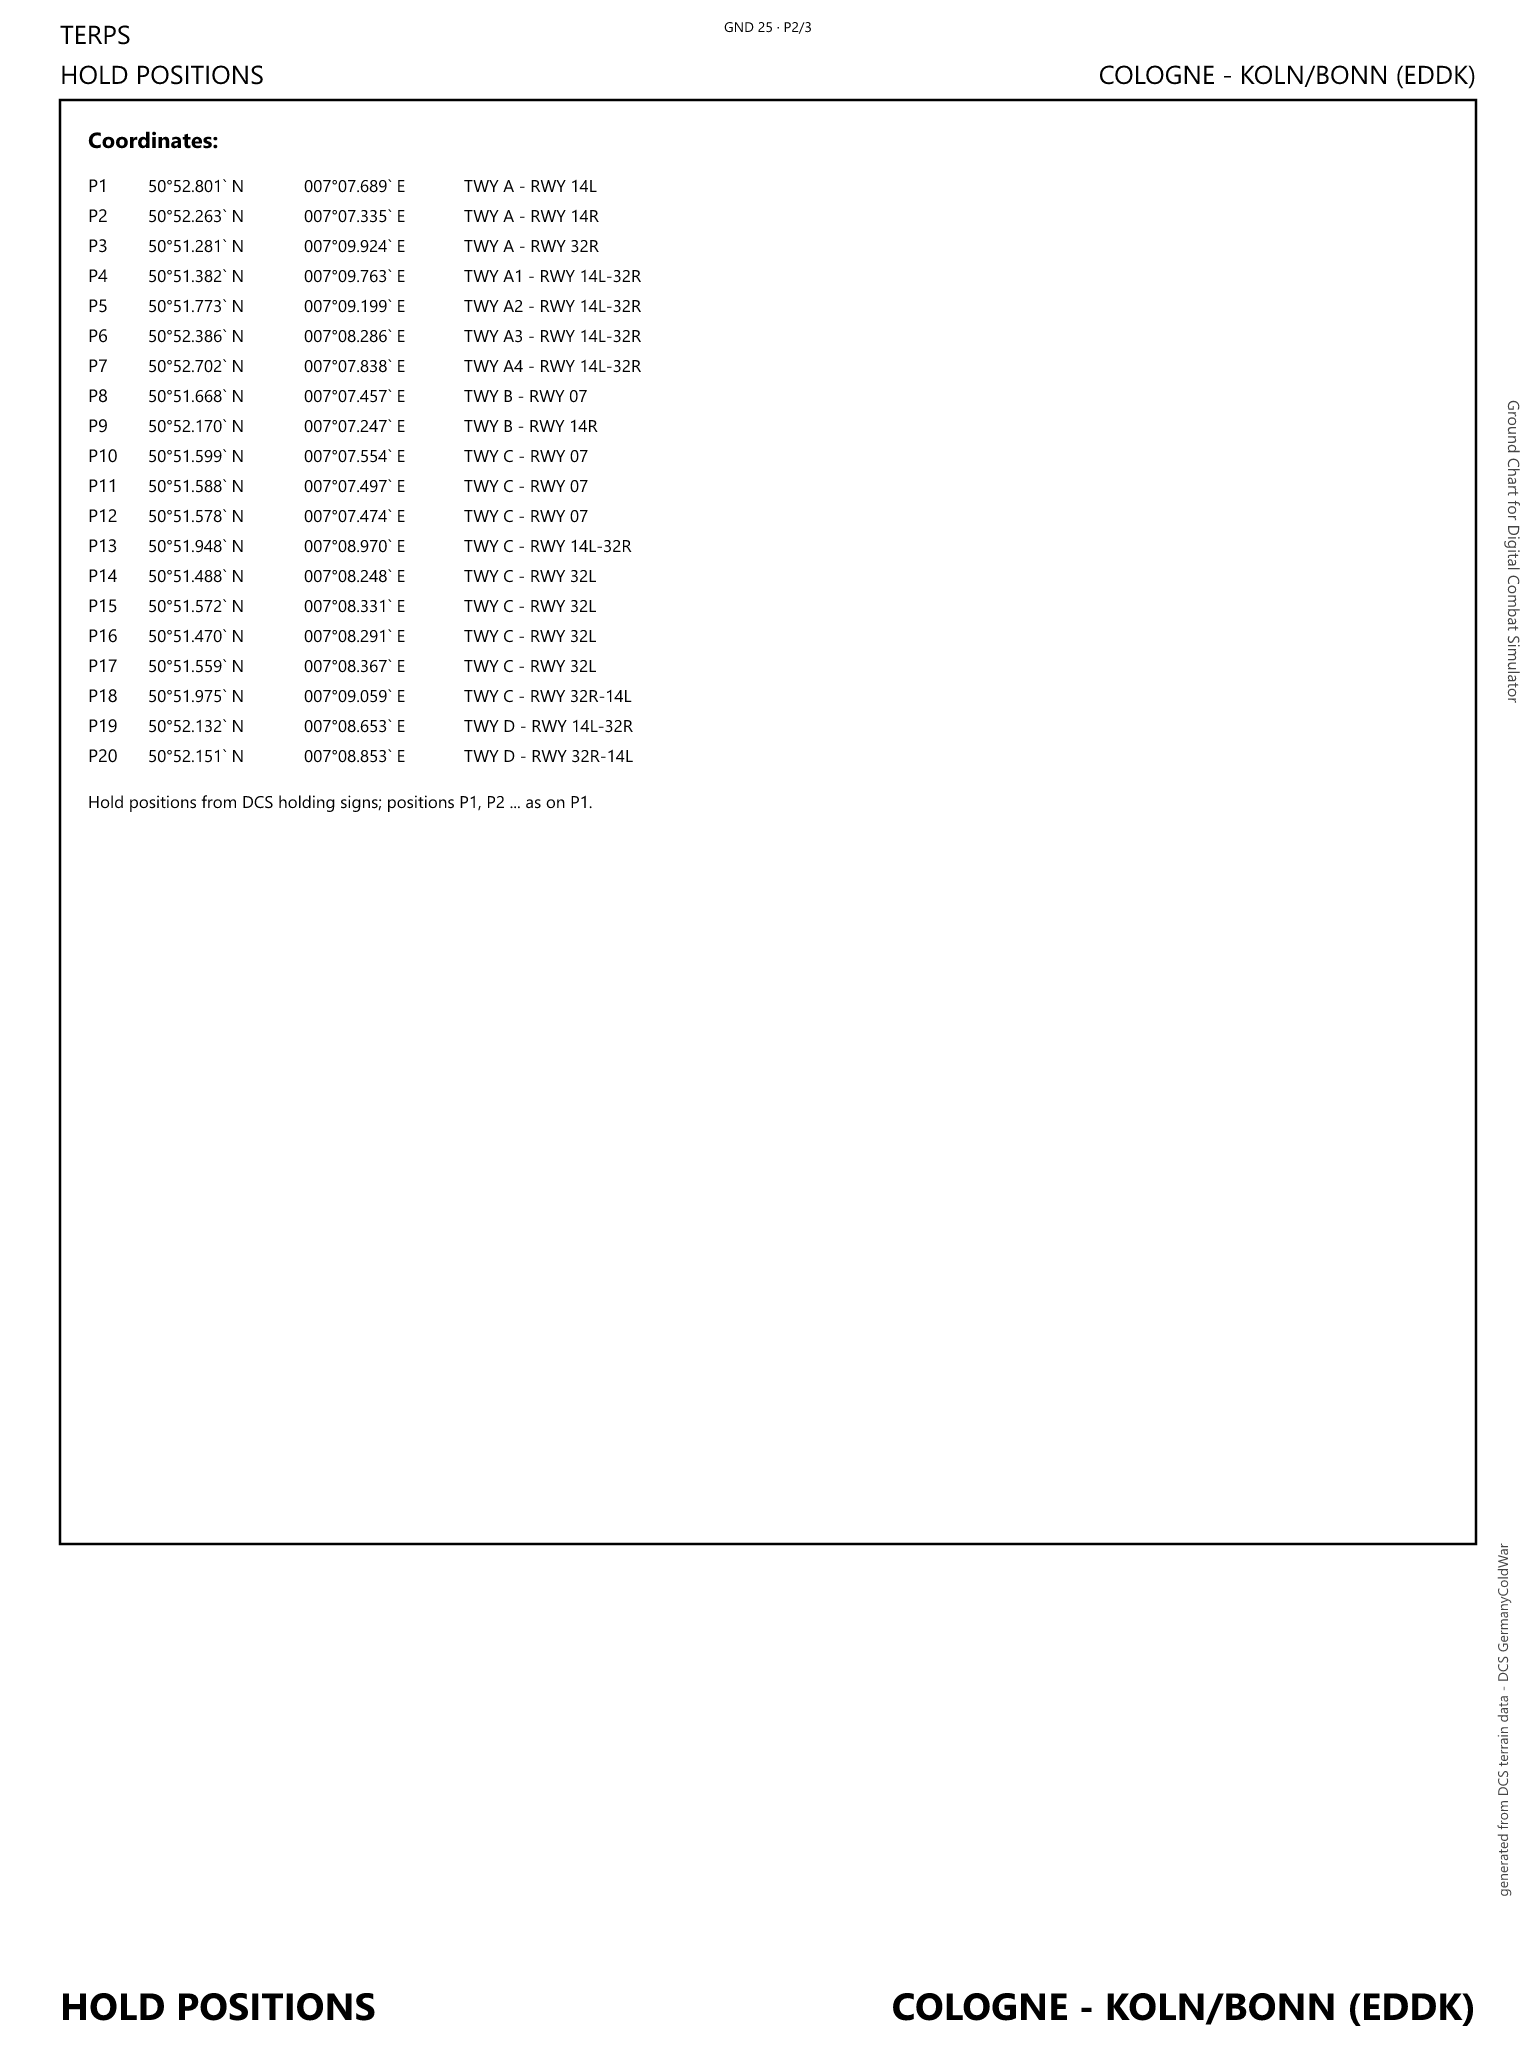 TERPS
GND 25 · P2/3
HOLD POSITIONS
COLOGNE - KOLN/BONN (EDDK)
Coordinates:
P1 50°52.801` N 007°07.689` E TWY A - RWY 14L
P2 50°52.263` N 007°07.335` E TWY A - RWY 14R
P3 50°51.281` N 007°09.924` E TWY A - RWY 32R
P4 50°51.382` N 007°09.763` E TWY A1 - RWY 14L-32R
P5 50°51.773` N 007°09.199` E TWY A2 - RWY 14L-32R
P6 50°52.386` N 007°08.286` E TWY A3 - RWY 14L-32R
P7 50°52.702` N 007°07.838` E TWY A4 - RWY 14L-32R
P8 50°51.668` N 007°07.457` E TWY B - RWY 07
P9 50°52.170` N 007°07.247` E TWY B - RWY 14R
P10 50°51.599` N 007°07.554` E TWY C - RWY 07
P11 50°51.588` N 007°07.497` E TWY C - RWY 07
P12 50°51.578` N 007°07.474` E TWY C - RWY 07
P13 50°51.948` N 007°08.970` E TWY C - RWY 14L-32R
P14 50°51.488` N 007°08.248` E TWY C - RWY 32L
P15 50°51.572` N 007°08.331` E TWY C - RWY 32L
P16 50°51.470` N 007°08.291` E TWY C - RWY 32L
P17 50°51.559` N 007°08.367` E TWY C - RWY 32L
P18 50°51.975` N 007°09.059` E TWY C - RWY 32R-14L
P19 50°52.132` N 007°08.653` E TWY D - RWY 14L-32R
P20 50°52.151` N 007°08.853` E TWY D - RWY 32R-14L
Hold positions from DCS holding signs; positions P1, P2 ... as on P1.
Ground Chart for Digital Combat Simulator
generated from DCS terrain data - DCS GermanyColdWar
HOLD POSITIONS
COLOGNE - KOLN/BONN (EDDK)